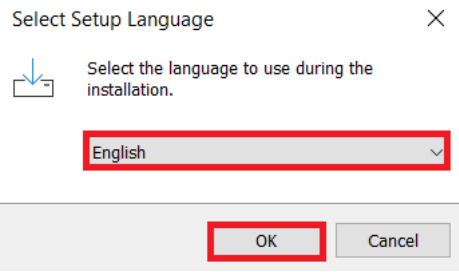 Select Setup Language
Select the language to use during the
installation.
English
OK
Cancel